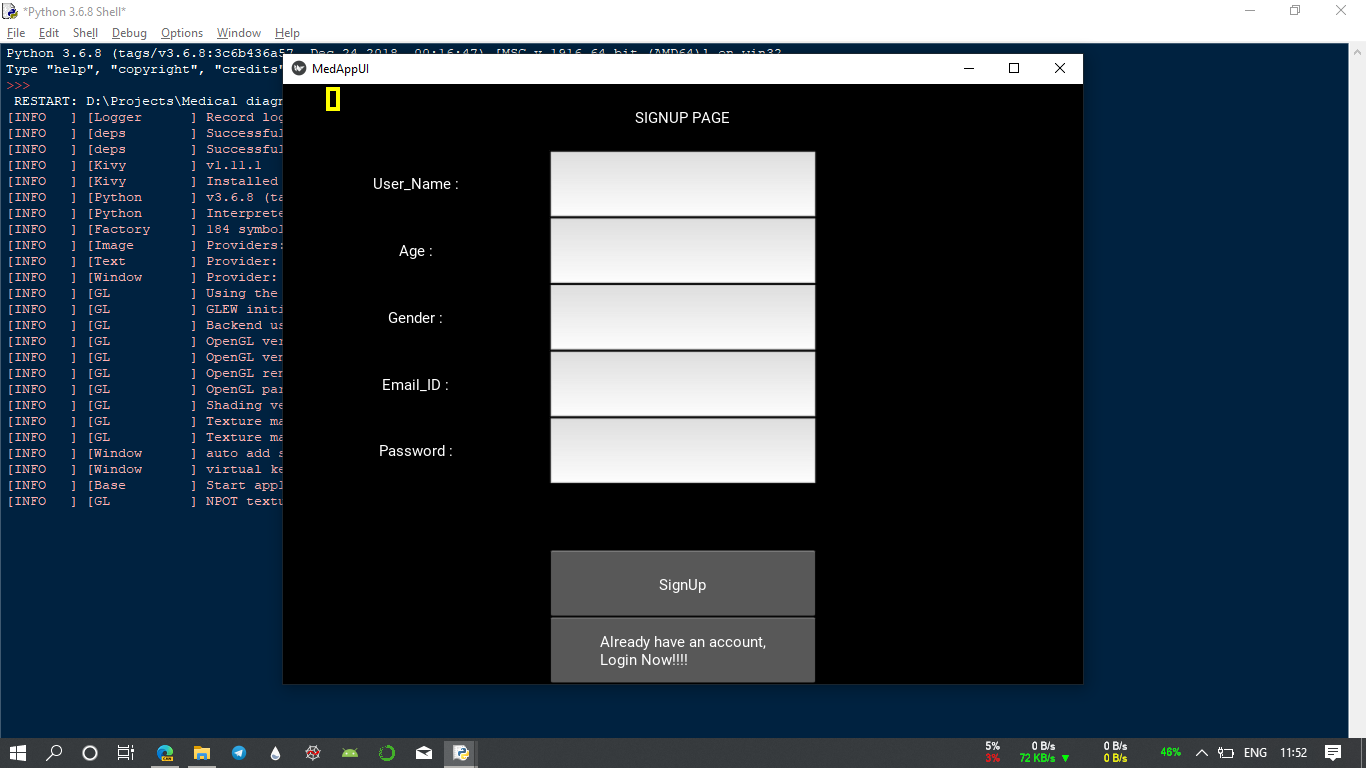 *Python 3.6.8 Shell*
File Edit Shell Debug Options Window Help
Python 3.6.8 (tags/v3.6.8:3c6b436a57, Dec 24 2018, 00:16:47) [MSC v.1916 64 bit (AMD64)] on win32
Type "help", "copyright", "credits"
>>>
RESTART: D:\Projects\Medical diagn
[INFO   ] [Logger      ] Record log
[INFO   ] [deps        ] Successful
[INFO   ] [deps        ] Successful
[INFO   ] [Kivy        ] v1.11.1
[INFO   ] [Kivy        ] Installed
[INFO   ] [Python      ] v3.6.8 (ta
[INFO   ] [Python      ] Interprete
[INFO   ] [Factory     ] 184 symbol
[INFO   ] [Image       ] Providers:
[INFO   ] [Text        ] Provider:
[INFO   ] [Window      ] Provider:
[INFO   ] [GL          ] Using the
[INFO   ] [GL          ] GLEW initi
[INFO   ] [GL          ] Backend us
[INFO   ] [GL          ] OpenGL ver
[INFO   ] [GL          ] OpenGL ven
[INFO   ] [GL          ] OpenGL ren
[INFO   ] [GL          ] OpenGL par
[INFO   ] [GL          ] Shading ve
[INFO   ] [GL          ] Texture ma
[INFO   ] [GL          ] Texture ma
[INFO   ] [Window      ] auto add s
[INFO   ] [Window      ] virtual ke
[INFO   ] [Base        ] Start appl
[INFO   ] [GL          ] NPOT textu
MedAppUI
SIGNUP PAGE
User_Name :
Age :
Gender :
Email_ID :
Password :
SignUp
Already have an account,
Login Now!!!!
5% 0 B/s 0 B/s 46% ENG 11:52
3% 72 KB/s 0 B/s